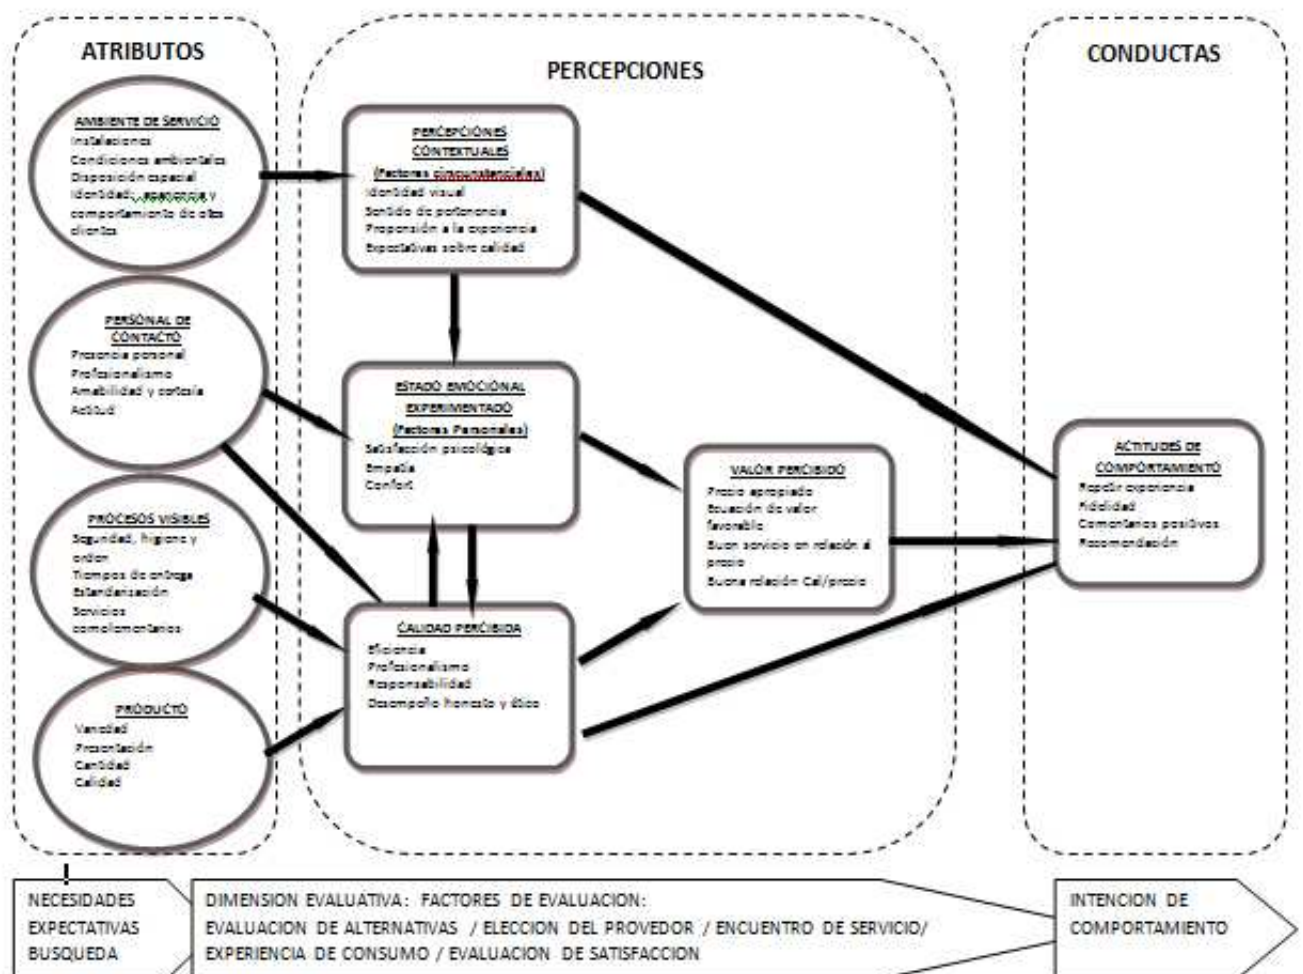 ATRIBUTOS
AMBIENTE DE SERVICIO
Instalaciones
Condiciones ambientales
Disposición espacial
Identidad; apariencia y
comportamiento de otros
clientes
PERSONAL DE
CONTACTO
Presencia personal
Profesionalismo
Amabilidad y cortesía
Actitud
PROCESOS VISIBLES
Seguridad, higiene y
orden
Tiempos de entrega
Estandarización
Servicios
complementarios
PRODUCTO
Variedad
Presentación
Cantidad
Calidad
PERCEPCIONES
PERCEPCIONES
CONTEXTUALES
(Factores circunstanciales)
Identidad visual
Sentido de pertenencia
Propensión a la experiencia
Expectativas sobre calidad
ESTADO EMOCIONAL
EXPERIMENTADO
(Factores Personales)
Satisfacción psicológica
Empatía
Confort
CALIDAD PERCIBIDA
Eficiencia
Profesionalismo
Responsabilidad
Desempeño honesto y ético
VALOR PERCIBIDO
Precio apropiado
Ecuación de valor
favorable
Buen servicio en relación al
precio
Buena relación Cal/precio
CONDUCTAS
ACTITUDES DE
COMPORTAMIENTO
Repetir experiencia
Fidelidad
Comentarios positivos
Recomendación
NECESIDADES
EXPECTATIVAS
BUSQUEDA
DIMENSION EVALUATIVA: FACTORES DE EVALUACION:
EVALUACION DE ALTERNATIVAS / ELECCION DEL PROVEDOR / ENCUENTRO DE SERVICIO/
EXPERIENCIA DE CONSUMO / EVALUACION DE SATISFACCION
INTENCION DE
COMPORTAMIENTO